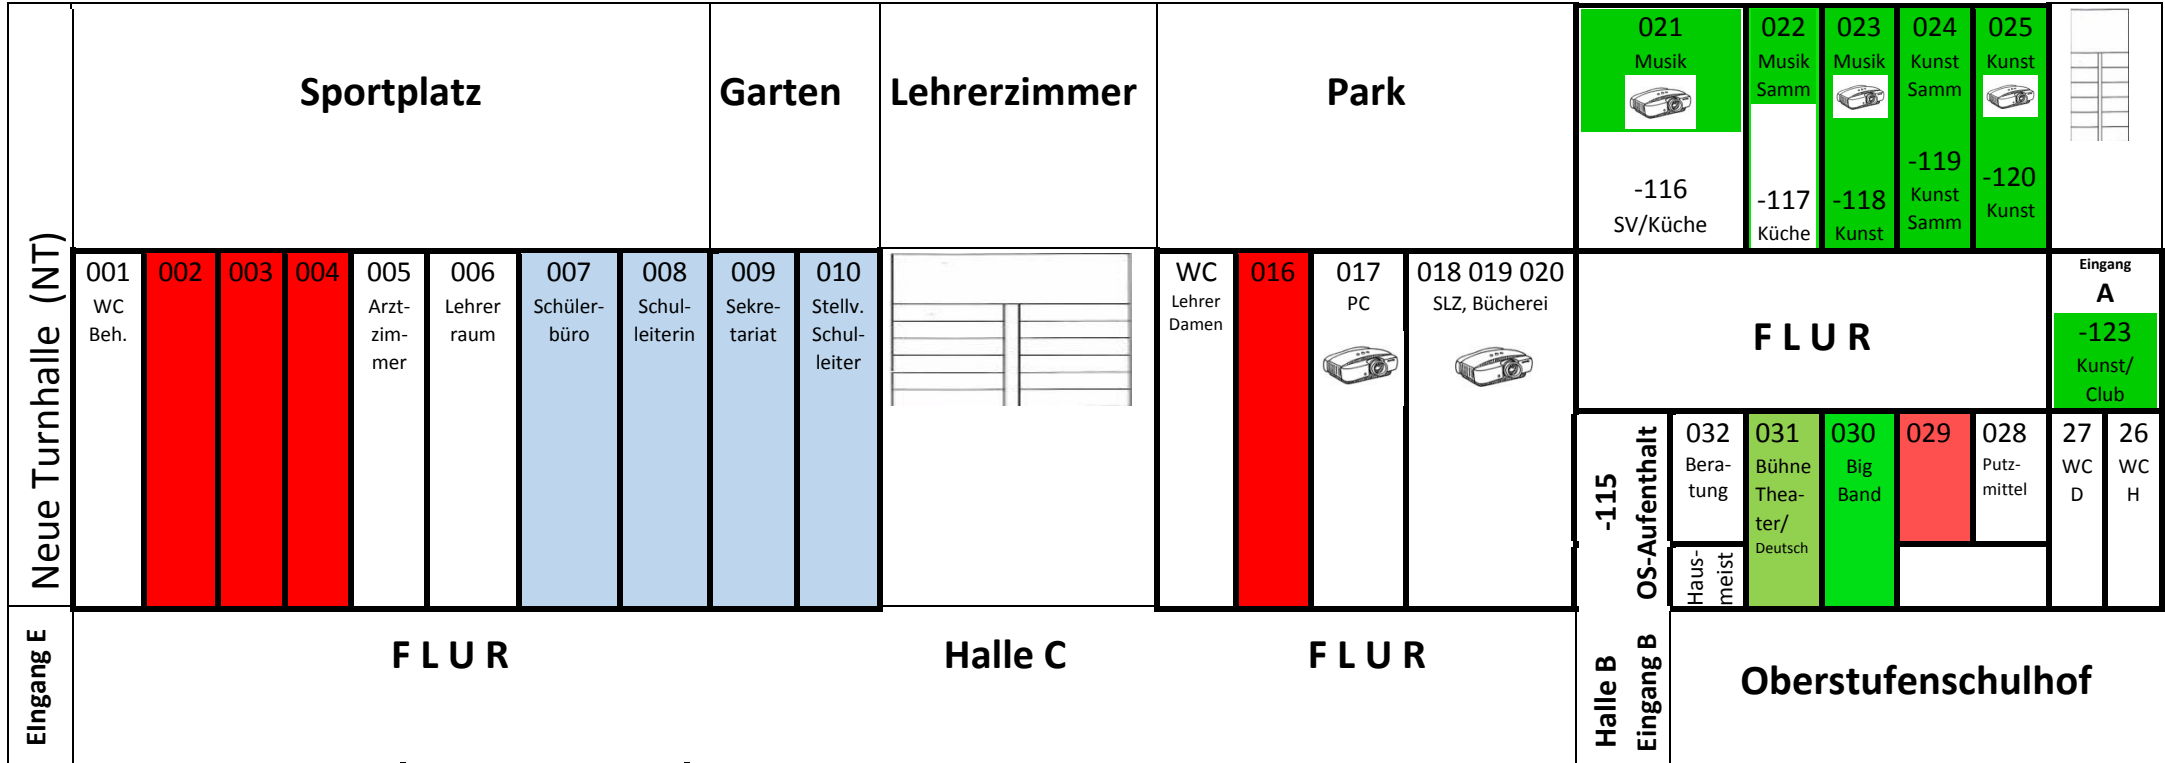 Neue Turnhalle (NT)
Sportplatz
Garten
Lehrerzimmer
Park
021
Musik
-116
SV/Küche
022
Musik
Samm
-117
Küche
023
Musik
-118
Kunst
024
Kunst
Samm
-119
Kunst
Samm
025
Kunst
-120
Kunst
001
WC
Beh.
002
003
004
005
Arzt-
zim-
mer
006
Lehrer
raum
007
Schüler-
büro
008
Schul-
leiterin
009
Sekre-
tariat
010
Stellv.
Schul-
leiter
WC
Lehrer
Damen
016
017
PC
018 019 020
SLZ, Bücherei
F L U R
Eingang
A
-123
Kunst/
Club
-115
OS-Aufenthalt
032
Bera-
tung
Haus-
meist
031
Bühne
Thea-
ter/
Deutsch
030
Big
Band
029
028
Putz-
mittel
27
WC
D
26
WC
H
EIngang E
F L U R
Halle C
F L U R
Halle B
Eingang B
Oberstufenschulhof